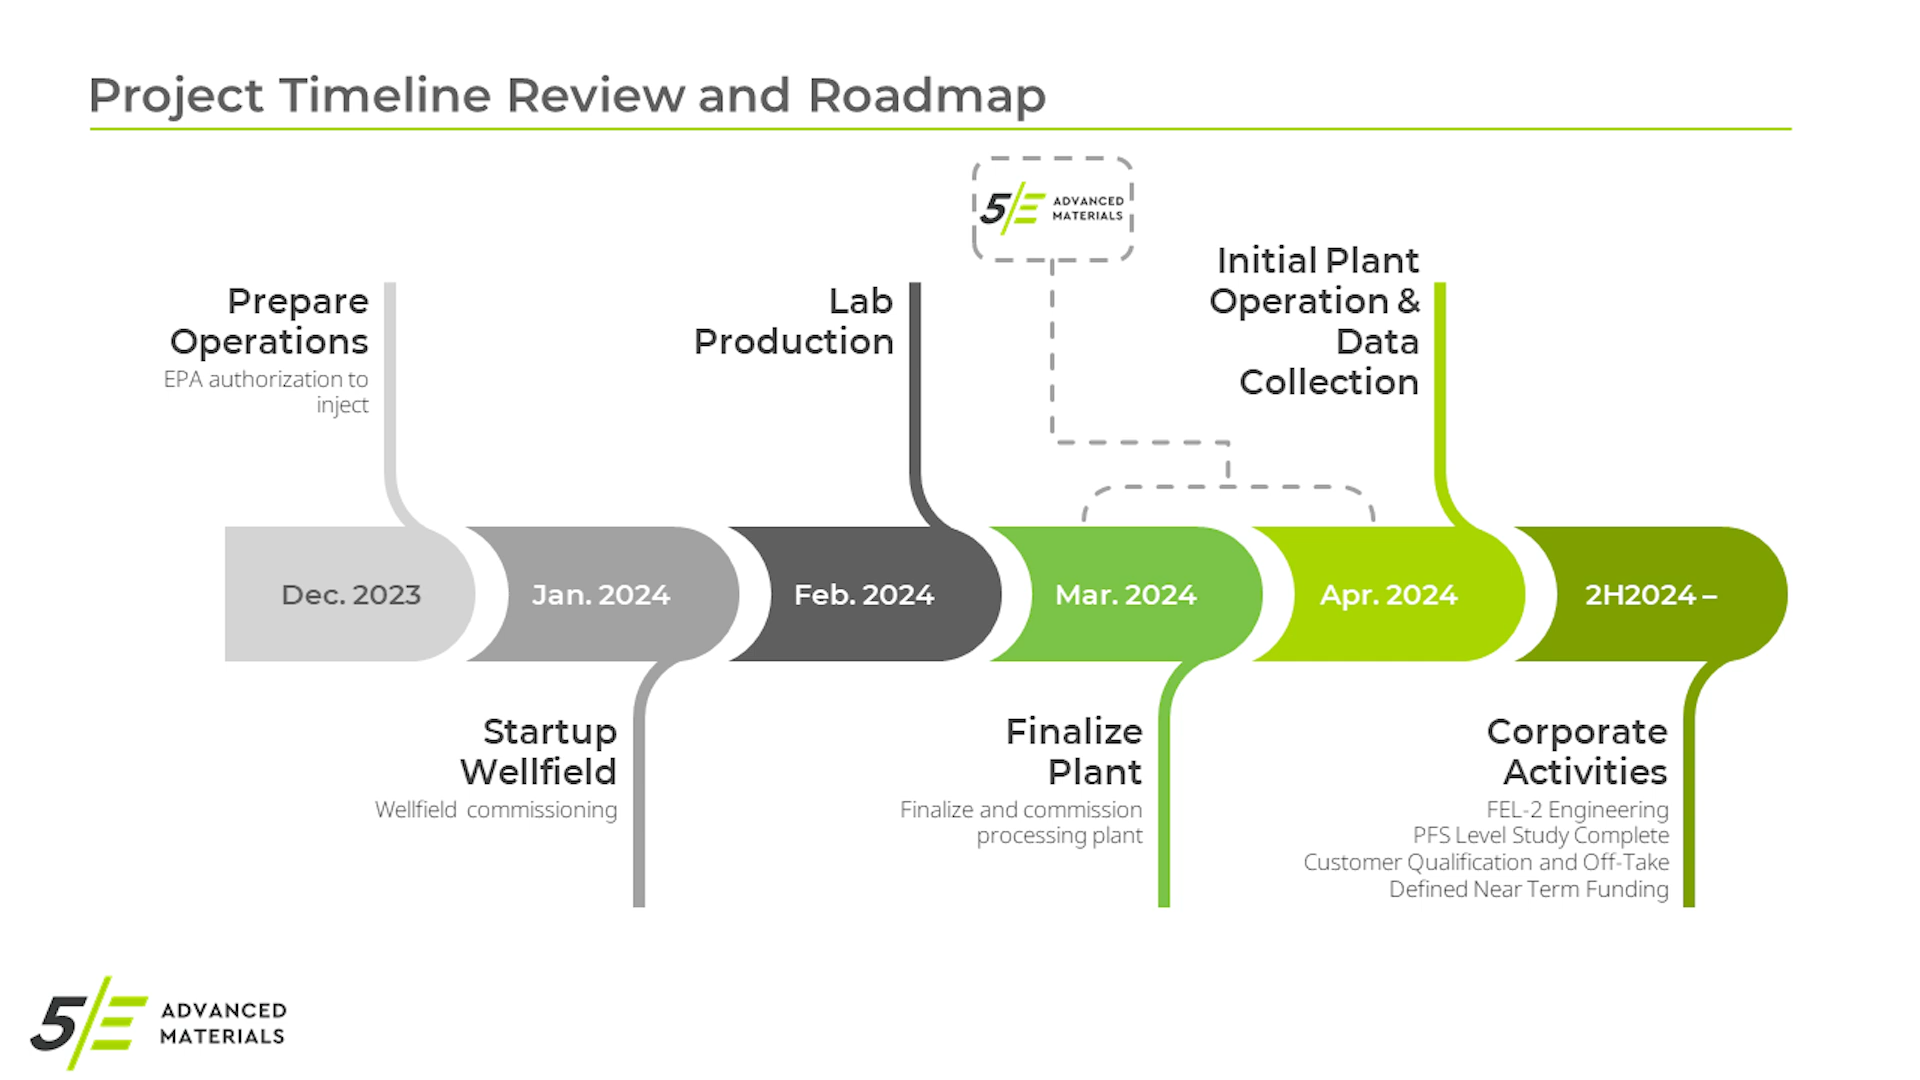 Project Timeline Review and Roadmap
5E ADVANCED
MATERIALS
Prepare
Operations
EPA authorization to
inject
Lab
Production
Initial Plant
Operation &
Data
Collection
Dec. 2023
Jan. 2024
Feb. 2024
Mar. 2024
Apr. 2024
2H2024 –
Startup
Wellfield
Wellfield commissioning
Finalize
Plant
Finalize and commission
processing plant
Corporate
Activities
FEL-2 Engineering
PFS Level Study Complete
Customer Qualification and Off-Take
Defined Near Term Funding
5E ADVANCED
MATERIALS